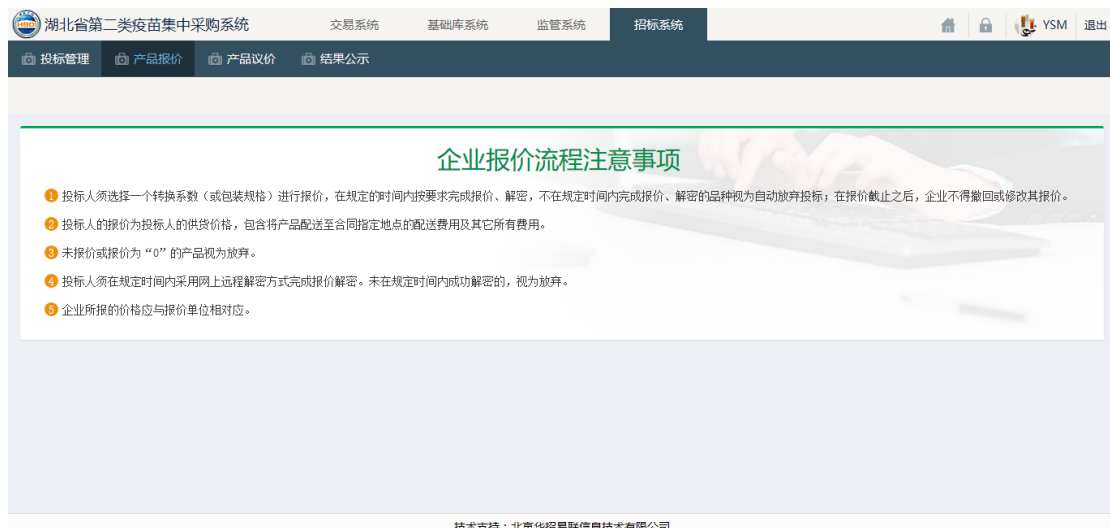 湖北省第二类疫苗集中采购系统 交易系统 基础库系统 监管系统 招标系统 YSM 退出
投标管理 产品报价 产品议价 结果公示
企业报价流程注意事项
1 投标人须选择一个转换系数（或包装规格）进行报价，在规定的时间内按要求完成报价、解密，不在规定时间内完成报价、解密的品种视为自动放弃投标；在报价截止之后，企业不得撤回或修改其报价。
2 投标人的报价为投标人的供货价格，包含将产品配送至合同指定地点的配送费用及其它所有费用。
3 未报价或报价为“0”的产品视为放弃。
4 投标人须在规定时间内采用网上远程解密方式完成报价解密。未在规定时间内成功解密的，视为放弃。
5 企业所报的价格应与报价单位相对应。
技术支持：北京华招易联信息技术有限公司